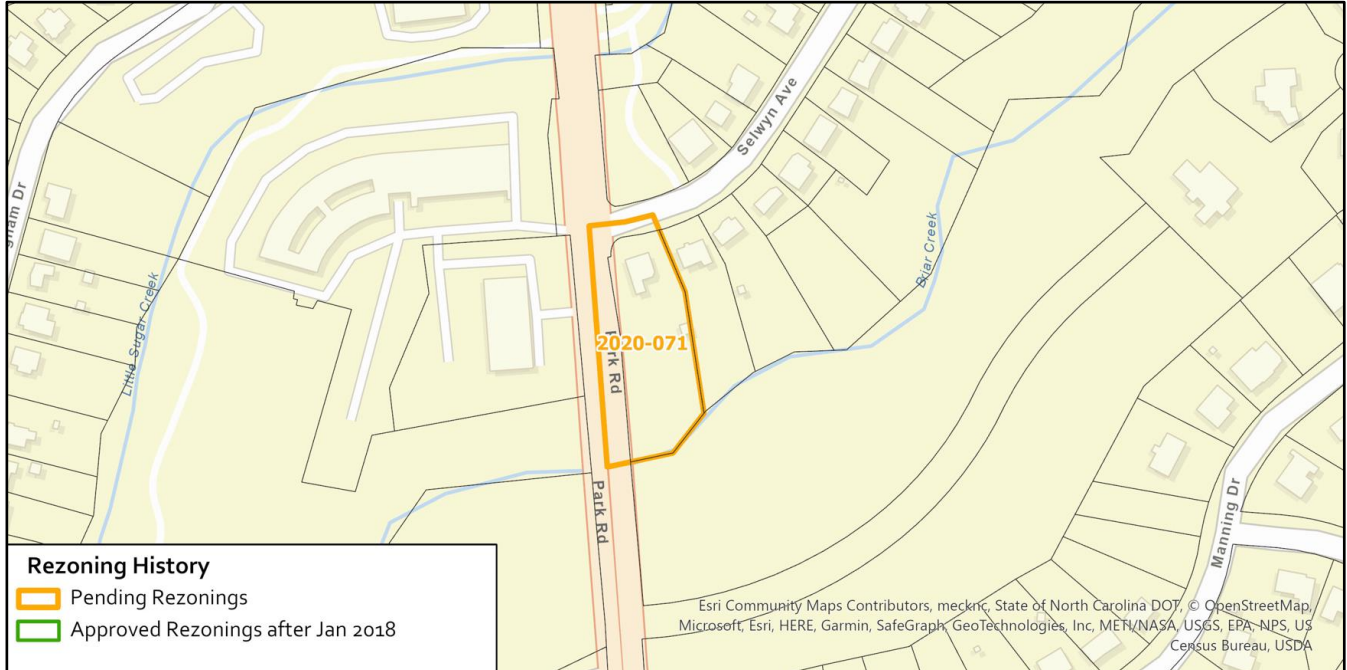 Selwyn Ave
gham Dr
Briar Creek
Little Sugar Creek
2020-071
Park Rd
Park Rd
Manning Dr
Rezoning History
Pending Rezonings
Approved Rezonings after Jan 2018
Esri Community Maps Contributors, mecknc, State of North Carolina DOT, © OpenStreetMap,
Microsoft, Esri, HERE, Garmin, SafeGraph, GeoTechnologies, Inc, METI/NASA, USGS, EPA, NPS, US
Census Bureau, USDA